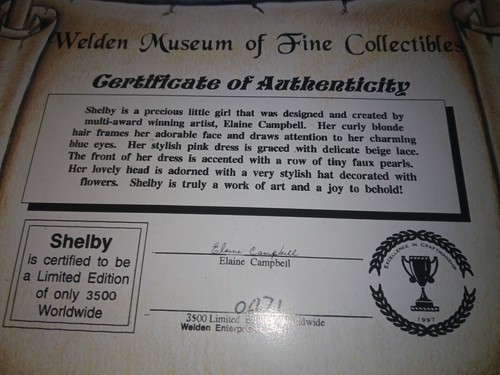 Welden Museum of Fine Collectibles
Certificate of Authenticity
Shelby is a precious little girl that was designed and created by
multi-award winning artist, Elaine Campbell. Her curly blonde
hair frames her adorable face and draws attention to her charming
blue eyes. Her stylish pink dress is graced with delicate beige lace.
The front of her dress is accented with a row of tiny faux pearls.
Her lovely head is adorned with a very stylish hat decorated with
flowers. Shelby is truly a work of art and a joy to behold!
Shelby
is certified to be
a Limited Edition
of only 3500
Worldwide
Elaine Campbell
Elaine Campbell
3500 Limited
Welden
EXCELLENCE IN CRAFTSMANSHIP
1997